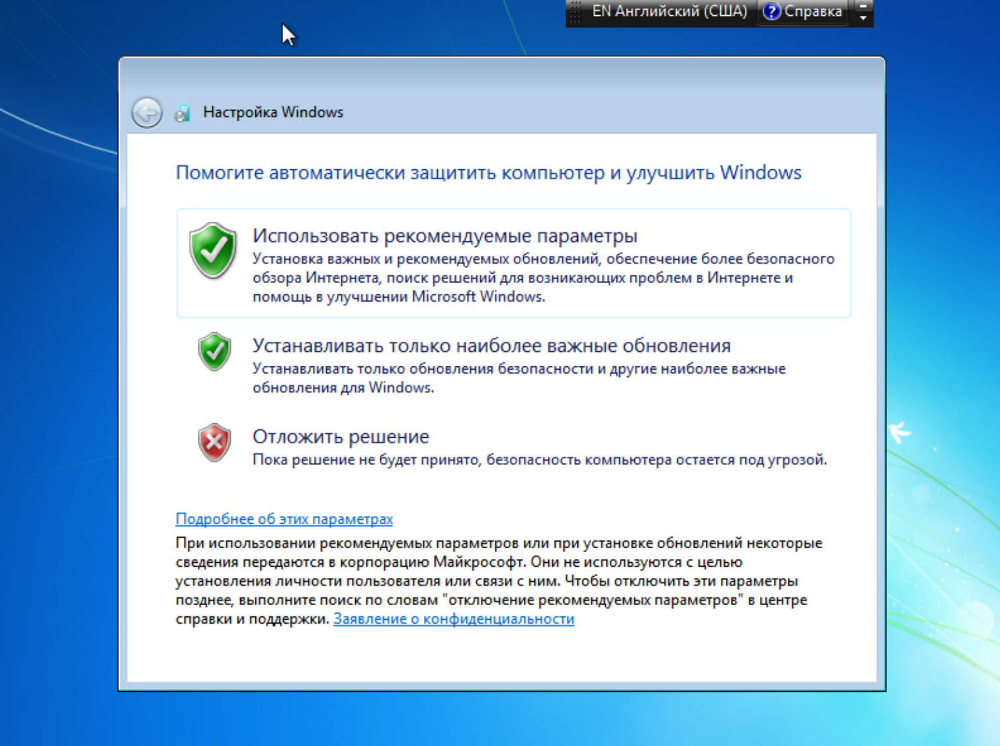 EN Английский (США) Справка
Настройка Windows
Помогите автоматически защитить компьютер и улучшить Windows
Использовать рекомендуемые параметры
Установка важных и рекомендуемых обновлений, обеспечение более безопасного
обзора Интернета, поиск решений для возникающих проблем в Интернете и
помощь в улучшении Microsoft Windows.
Устанавливать только наиболее важные обновления
Устанавливать только обновления безопасности и другие наиболее важные
обновления для Windows.
Отложить решение
Пока решение не будет принято, безопасность компьютера остается под угрозой.
Подробнее об этих параметрах
При использовании рекомендуемых параметров или при установке обновлений некоторые
сведения передаются в корпорацию Майкрософт. Они не используются с целью
установления личности пользователя или связи с ним. Чтобы отключить эти параметры
позднее, выполните поиск по словам "отключение рекомендуемых параметров" в центре
справки и поддержки. Заявление о конфиденциальности